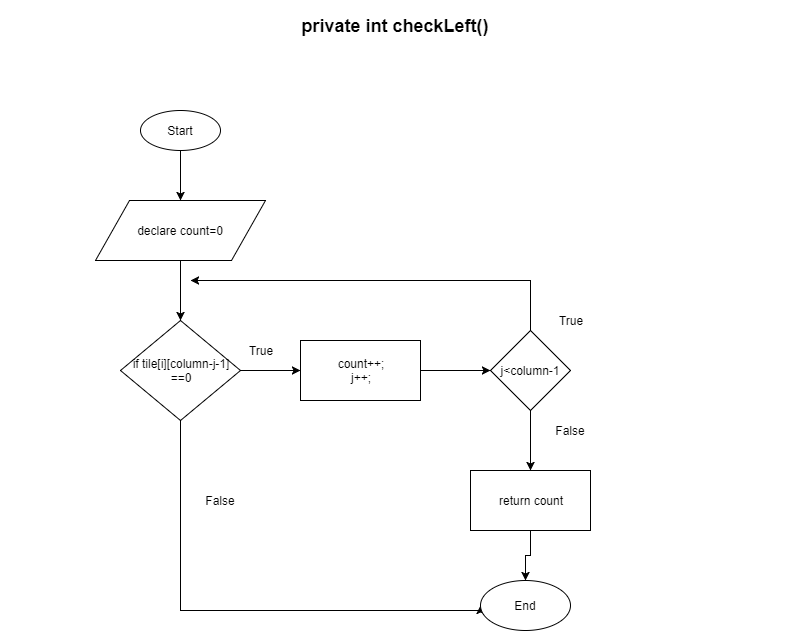 private int checkLeft()
Start
declare count=0
True
if tile[i][column-j-1]
==0
True
count++;
j++;
j<column-1
False
False
return count
End